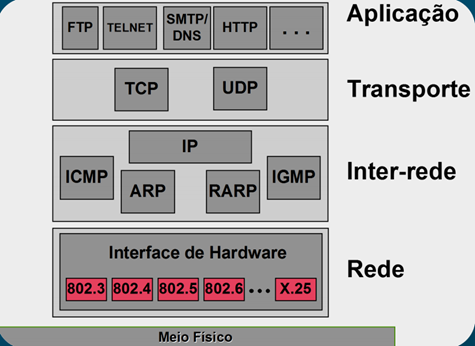 Aplicação
FTP
TELNET
SMTP/
DNS
HTTP
. . .
Transporte
TCP
UDP
Inter-rede
IP
ICMP
ARP
RARP
IGMP
Rede
Interface de Hardware
802.3
802.4
802.5
802.6
•••
X.25
Meio Físico